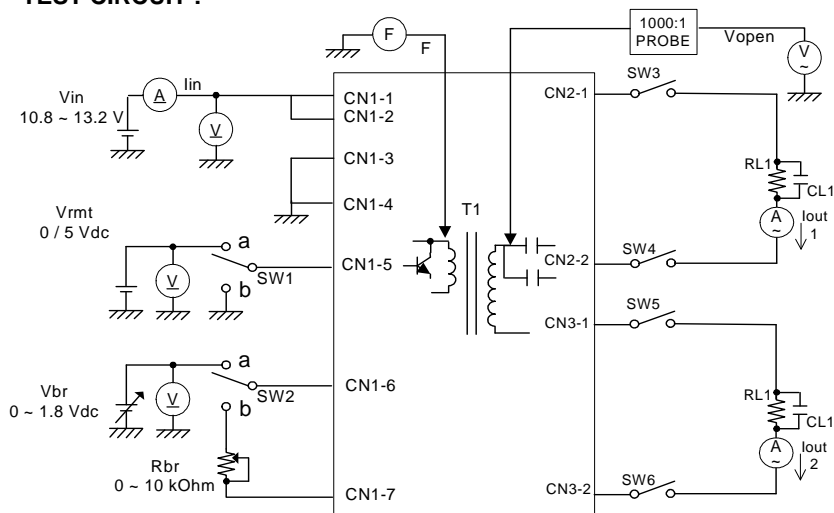 TEST CIRCUIT :
F
F
1000:1
PROBE
Vopen
V
~
SW3
Vin
10.8 ~ 13.2 V
A
Iin
V
CN1-1
CN1-2
CN2-1
CN1-3
CN1-4
RL1
CL1
A
~
Iout
1
Vrmt
0 / 5 Vdc
V
a
b
SW1
CN1-5
T1
CN2-2
SW4
CN3-1
SW5
Vbr
0 ~ 1.8 Vdc
V
a
b
SW2
CN1-6
RL1
CL1
A
~
Iout
2
Rbr
0 ~ 10 kOhm
CN1-7
CN3-2
SW6